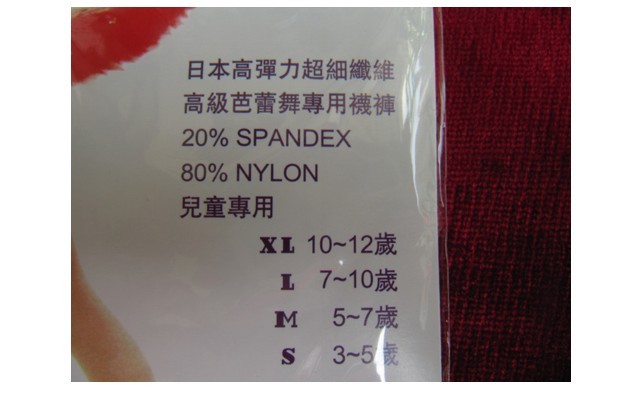 日本高彈力超細纖維
高級芭蕾舞專用襪褲
20% SPANDEX
80% NYLON
兒童專用
XL 10~12歲
L 7~10歲
M 5~7歲
S 3~5歲